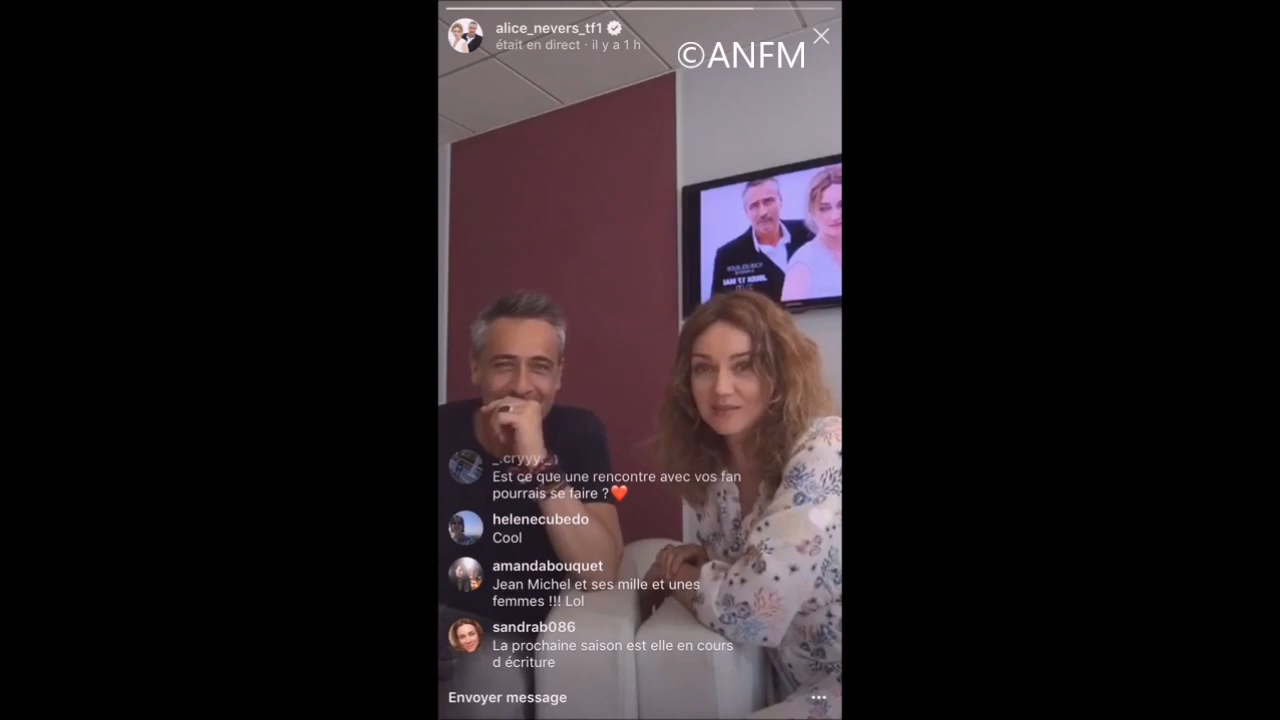 alice_nevers_tf1
était en direct · il y a 1 h
©ANFM
_.cryyy._
Est ce que une rencontre avec vos fan
pourrais se faire ?❤️
helenecubedo
Cool
amandabouquet
Jean Michel et ses mille et unes
femmes !!! Lol
sandrab086
La prochaine saison est elle en cours
d écriture
Envoyer message